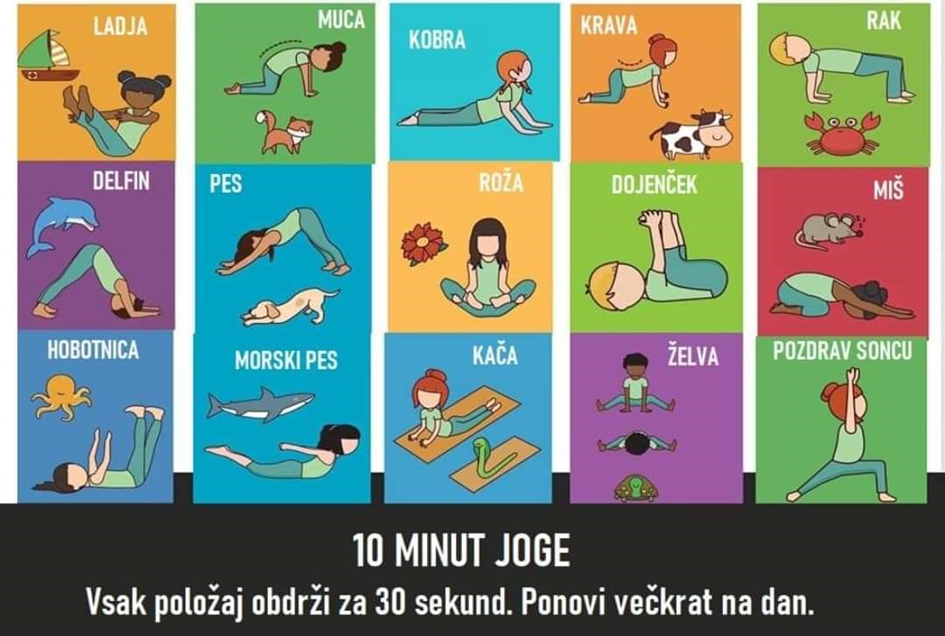 LADJA
MUCA
KOBRA
KRAVA
RAK
DELFIN
PES
ROŽA
DOJENČEK
MIŠ
HOBOTNICA
MORSKI PES
KAČA
ŽELVA
POZDRAV SONCU
10 MINUT JOGE
Vsak položaj obdrži za 30 sekund. Ponovi večkrat na dan.